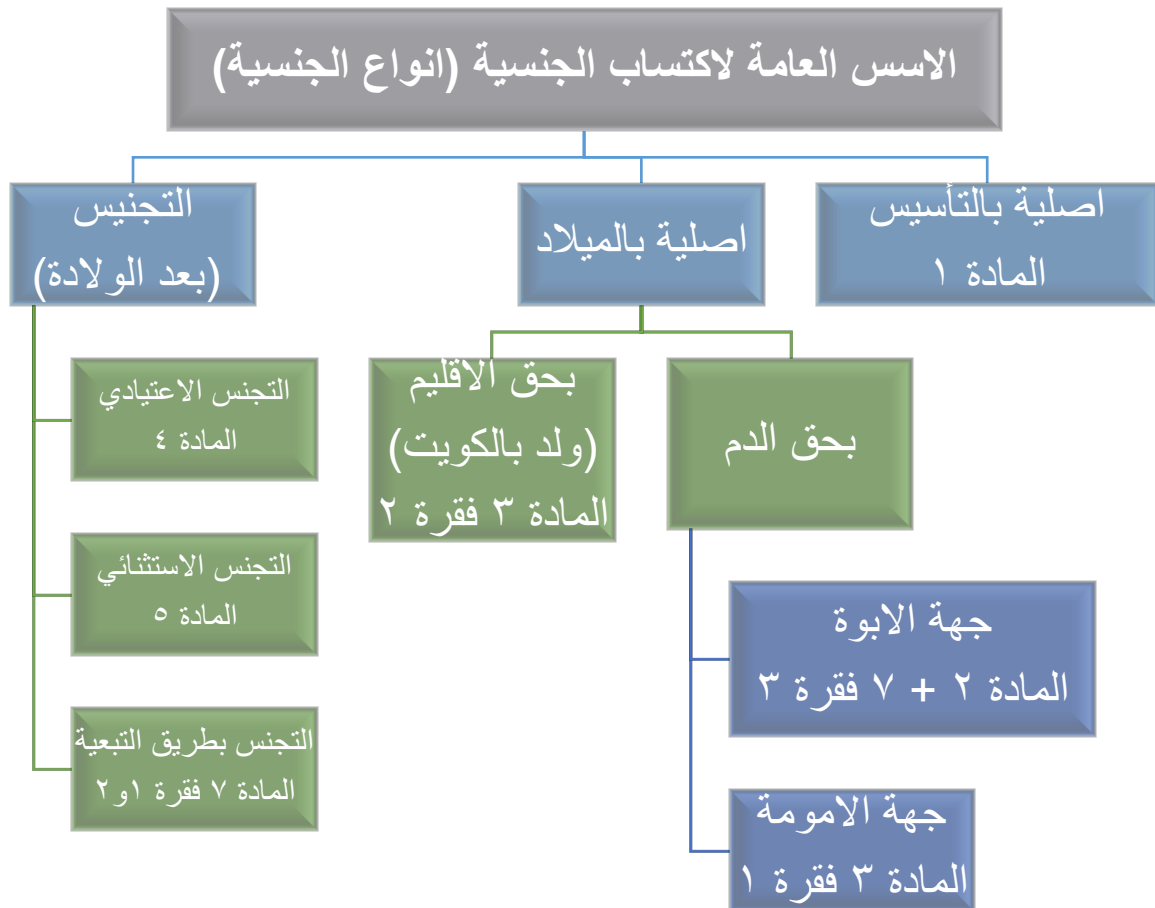 الاسس العامة لاكتساب الجنسية (انواع الجنسية)
اصلية بالتأسيس
المادة ١
اصلية بالميلاد
بحق الدم
جهة الابوة
المادة ٢ + ٧ فقرة ٣
جهة الامومة
المادة ٣ فقرة ١
بحق الاقليم
(ولد بالكويت)
المادة ٣ فقرة ٢
التجنيس
(بعد الولادة)
التجنس الاعتيادي
المادة ٤
التجنس الاستثنائي
المادة ٥
التجنس بطريق التبعية
المادة ٧ فقرة ١و٢